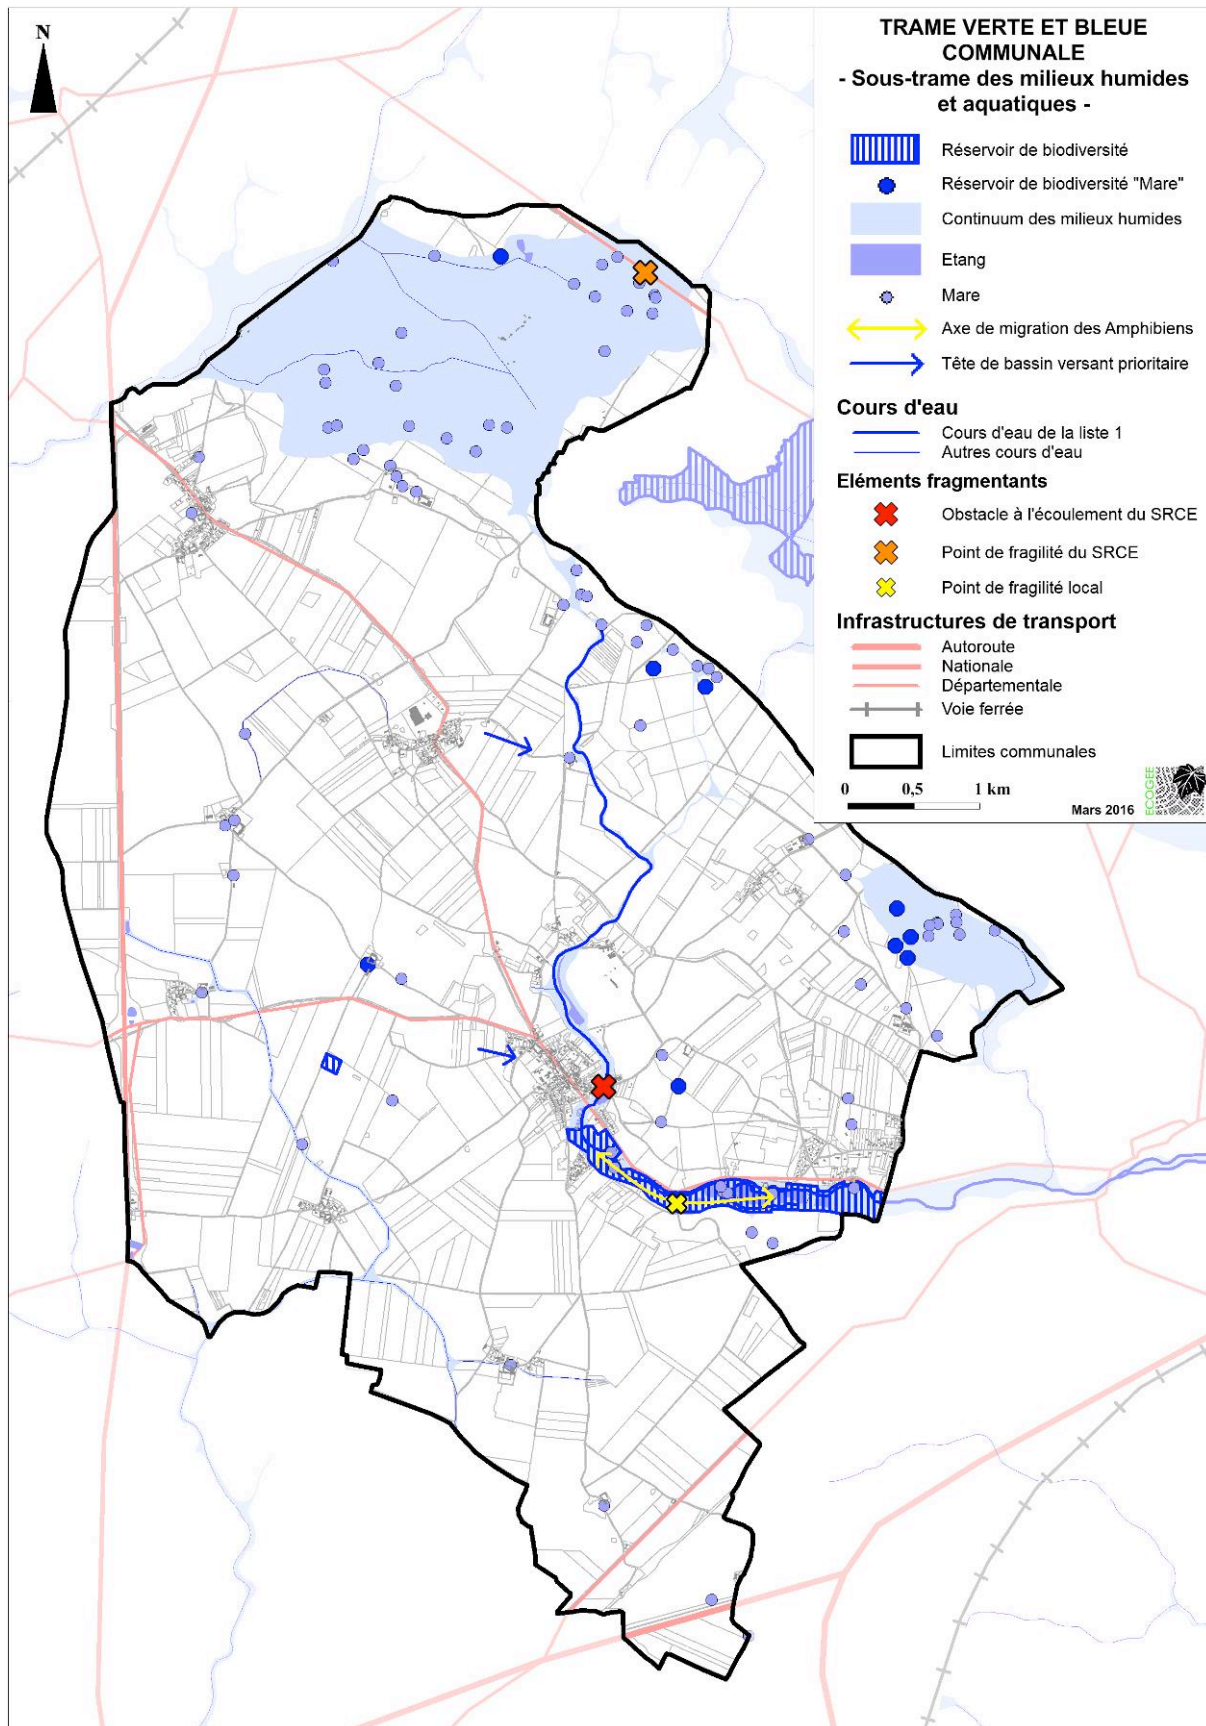 N
TRAME VERTE ET BLEUE
COMMUNALE
- Sous-trame des milieux humides
et aquatiques -
Réservoir de biodiversité
Réservoir de biodiversité "Mare"
Continuum des milieux humides
Etang
Mare
Axe de migration des Amphibiens
Tête de bassin versant prioritaire
Cours d'eau
Cours d'eau de la liste 1
Autres cours d'eau
Eléments fragmentants
Obstacle à l'écoulement du SRCE
Point de fragilité du SRCE
Point de fragilité local
Infrastructures de transport
Autoroute
Nationale
Départementale
Voie ferrée
Limites communales
0 0,5 1 km
Mars 2016
ECOGEE